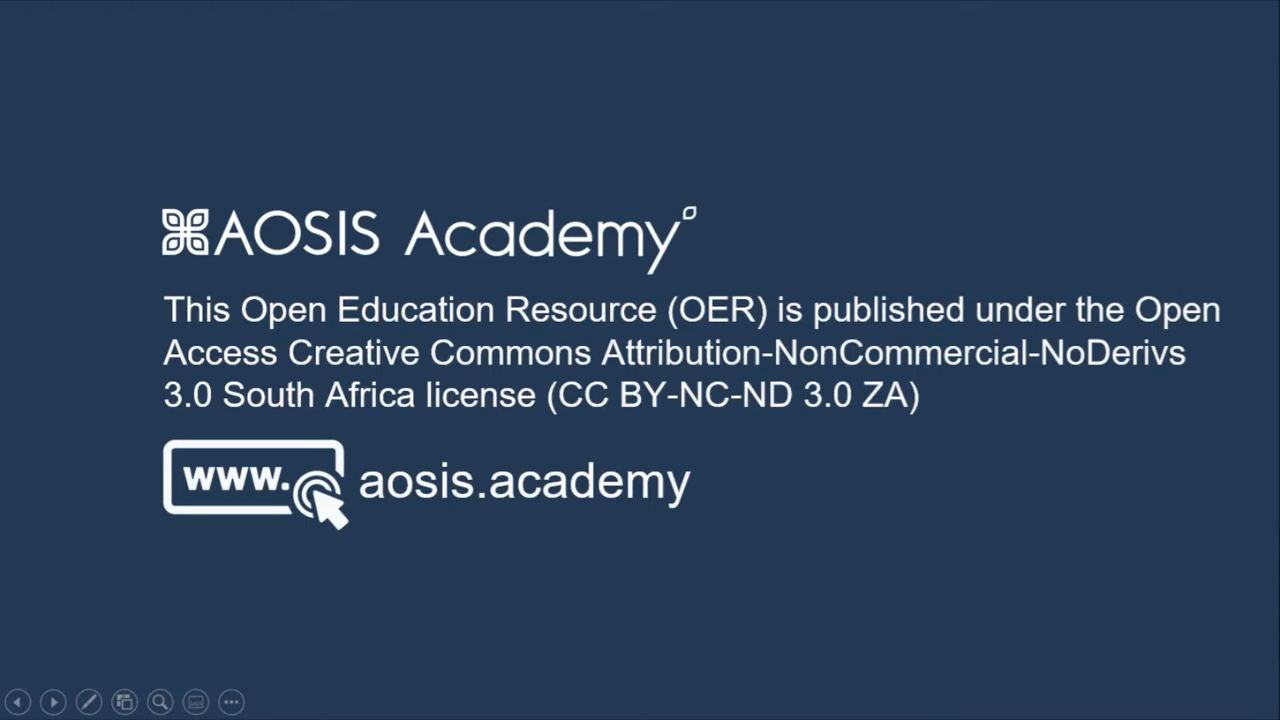 AOSIS Academy
This Open Education Resource (OER) is published under the Open
Access Creative Commons Attribution-NonCommercial-NoDerivs
3.0 South Africa license (CC BY-NC-ND 3.0 ZA)
www. aosis.academy